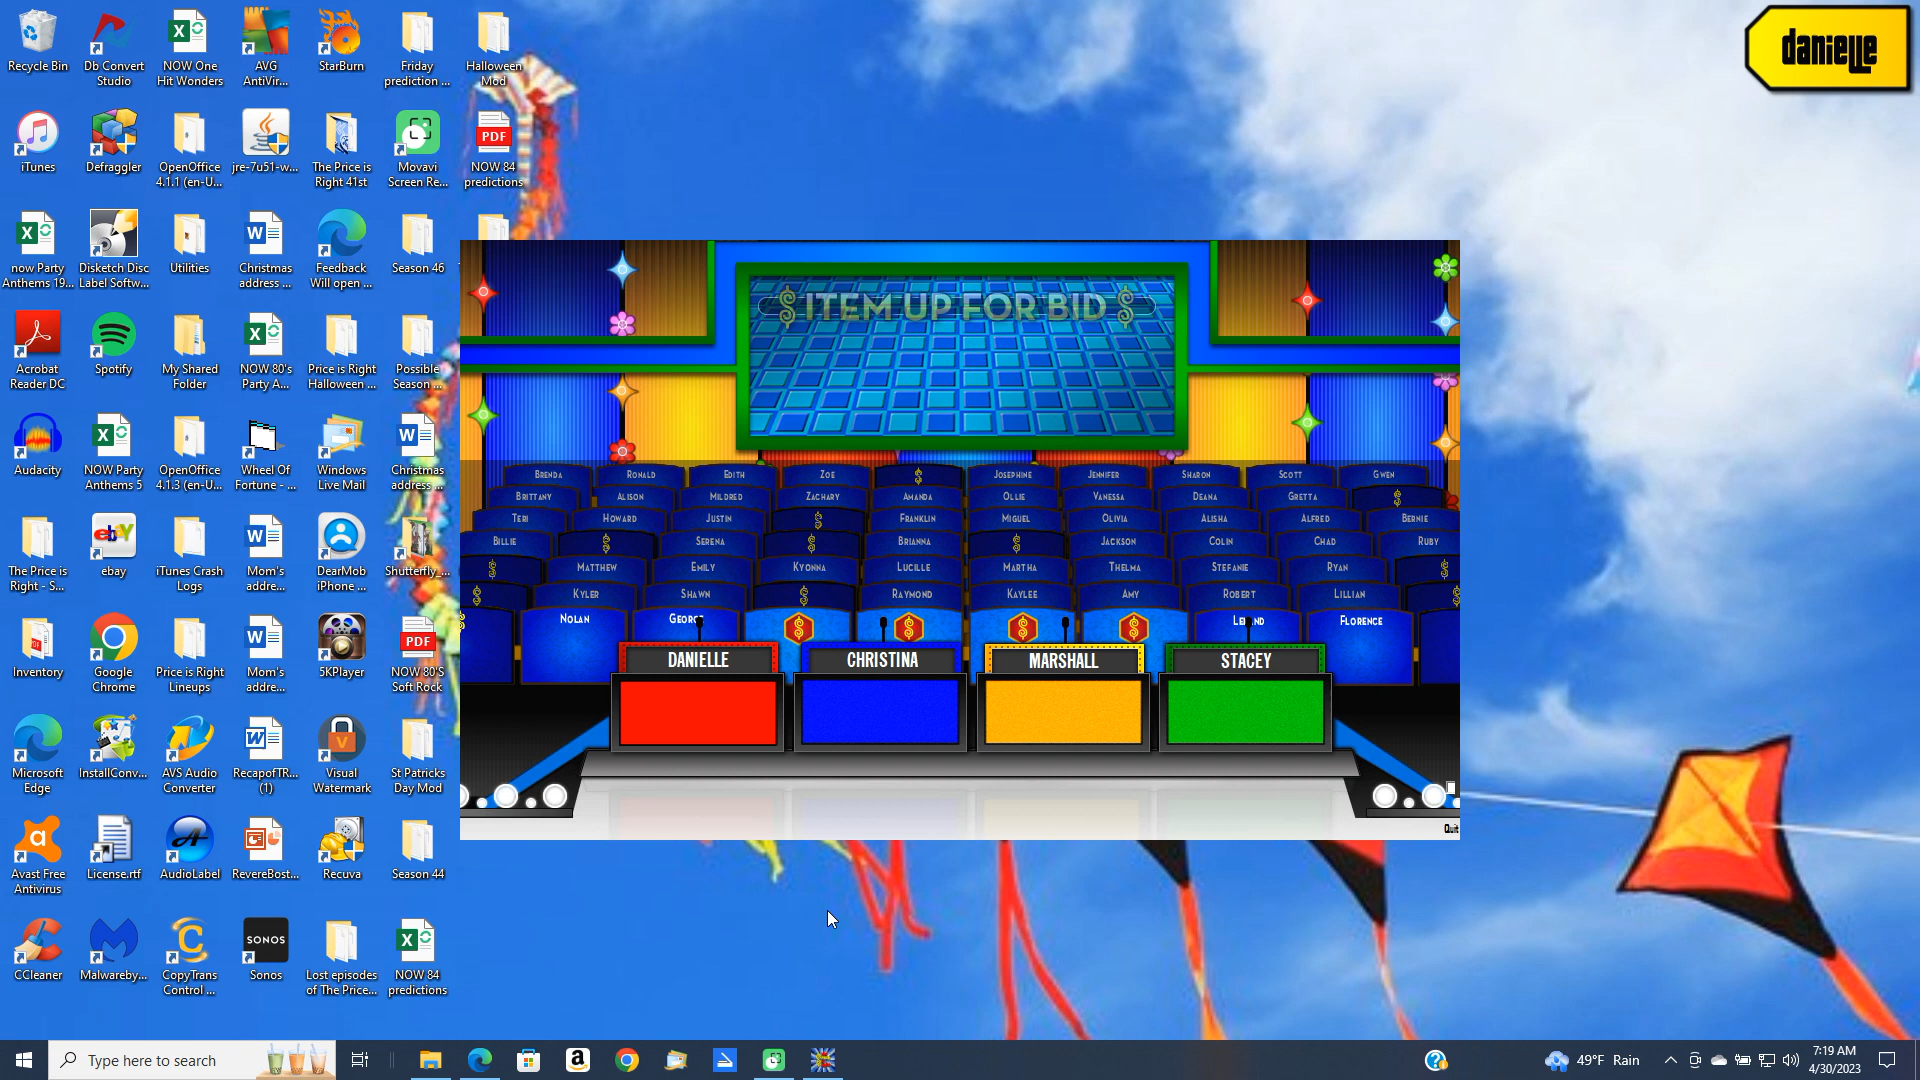 danielle
Recycle Bin
Db Convert
Studio
NOW One
Hit Wonders
AVG
AntiVir...
StarBurn
Friday
prediction ...
Halloween
Mod
iTunes
Defraggler
OpenOffice
4.1.1 (en-U...
jre-7u51-w...
The Price is
Right 41st
Movavi
Screen Re...
PDF
NOW 84
predictions
now Party
Anthems 19...
Disketch Disc
Label Softw...
Utilities
Christmas
address ...
Feedback
Will open ...
Season 46
Acrobat
Reader DC
Spotify
My Shared
Folder
NOW 80's
Party A...
Price is Right
Halloween ...
Possible
Season ...
Audacity
NOW Party
Anthems 5
OpenOffice
4.1.3 (en-U...
Wheel Of
Fortune - ...
Windows
Live Mail
Christmas
address ...
The Price is
Right - S...
ebay
ebay
iTunes Crash
Logs
Mom's
addre...
DearMob
iPhone ...
Shutterfly_...
Inventory
Google
Chrome
Price is Right
Lineups
Mom's
addre...
5KPlayer
PDF
NOW 80'S
Soft Rock
Microsoft
Edge
InstallConv...
AVS Audio
Converter
RecapofTR...
(1)
Visual
Watermark
St Patricks
Day Mod
Avast Free
Antivirus
License.rtf
AudioLabel
RevereBost...
Recuva
Season 44
CCleaner
Malwareby...
CopyTrans
Control ...
SONOS
Sonos
Lost episodes
of The Price...
NOW 84
predictions
$ ITEM UP FOR BID $
BRENDA RONALD EDITH ZOE $ JOSEPHINE JENNIFER SHARON SCOTT GWEN
BRITTANY ALISON MILDRED ZACHARY AMANDA OLLIE VANESSA DEANA GRETTA $
TERI HOWARD JUSTIN $ FRANKLIN MIGUEL OLIVIA ALISHA ALFRED BERNIE
BILLIE $ SERENA $ BRIANNA $ JACKSON COLIN CHAD RUBY
$ MATTHEW EMILY KYONNA LUCILLE MARTHA THELMA STEFANIE RYAN $
$ KYLER SHAWN $ RAYMOND KAYLEE AMY ROBERT LILLIAN $
$ NOLAN $ $ $ $ FLORENCE
DANIELLE CHRISTINA MARSHALL STACEY
Quit
Type here to search
49°F Rain
7:19 AM
4/30/2023